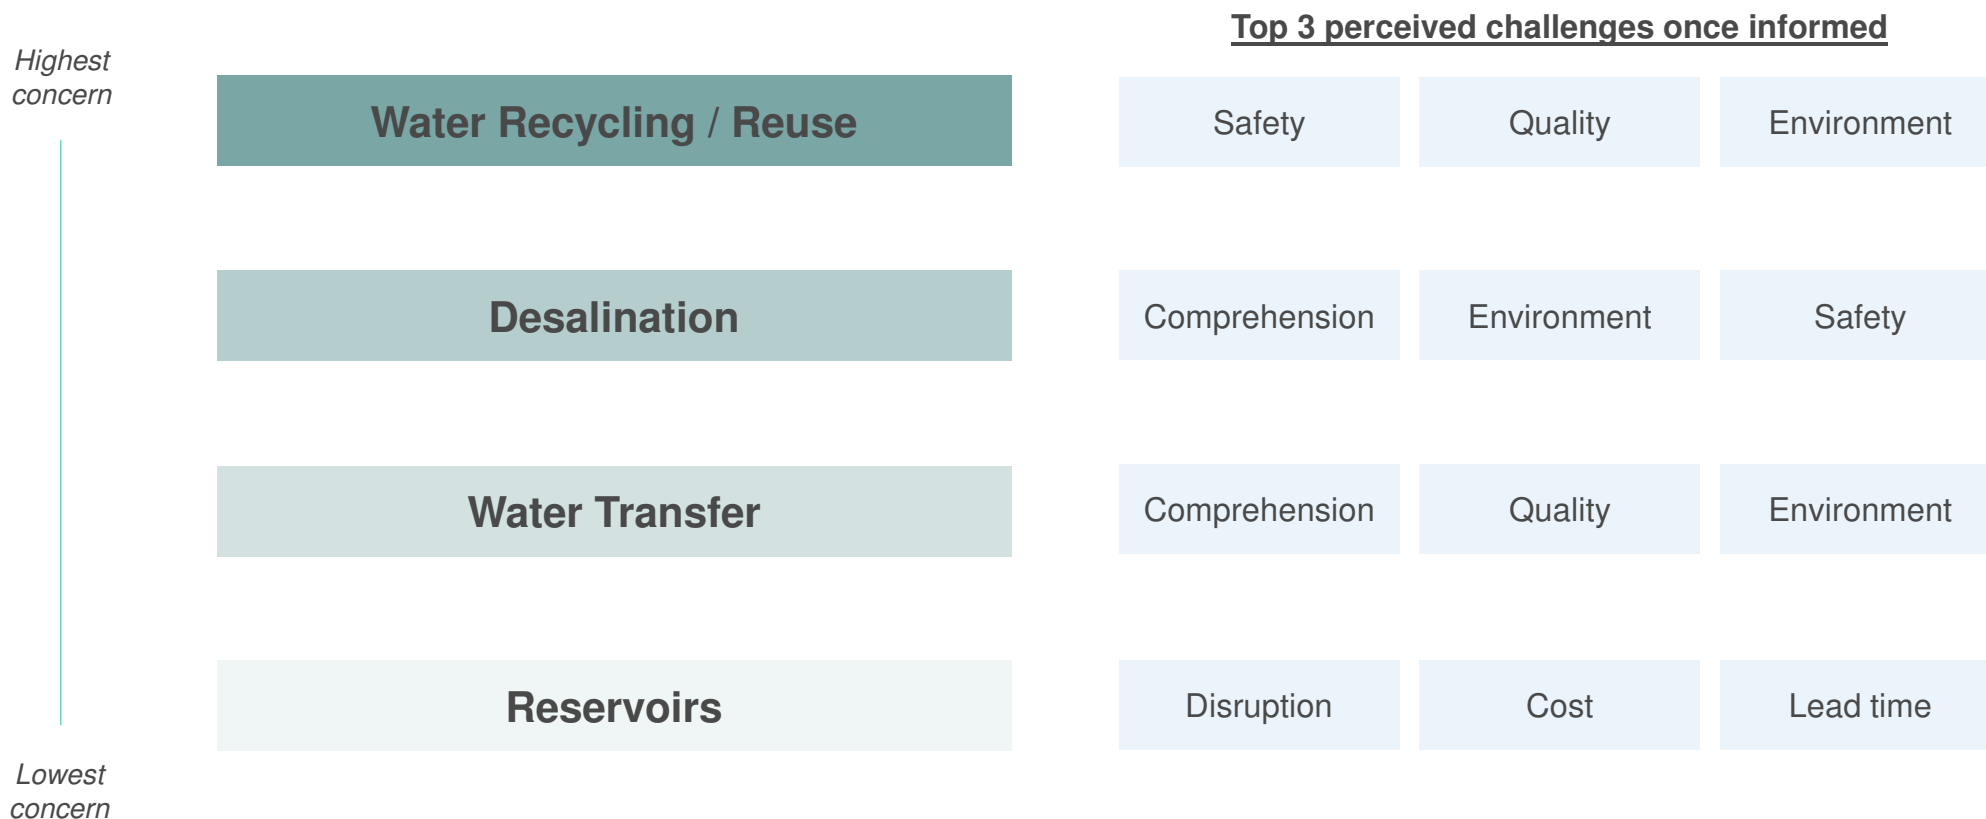 Top 3 perceived challenges once informed
Highest
concern
Water Recycling / Reuse
Safety
Quality
Environment
Desalination
Comprehension
Environment
Safety
Water Transfer
Comprehension
Quality
Environment
Reservoirs
Disruption
Cost
Lead time
Lowest
concern